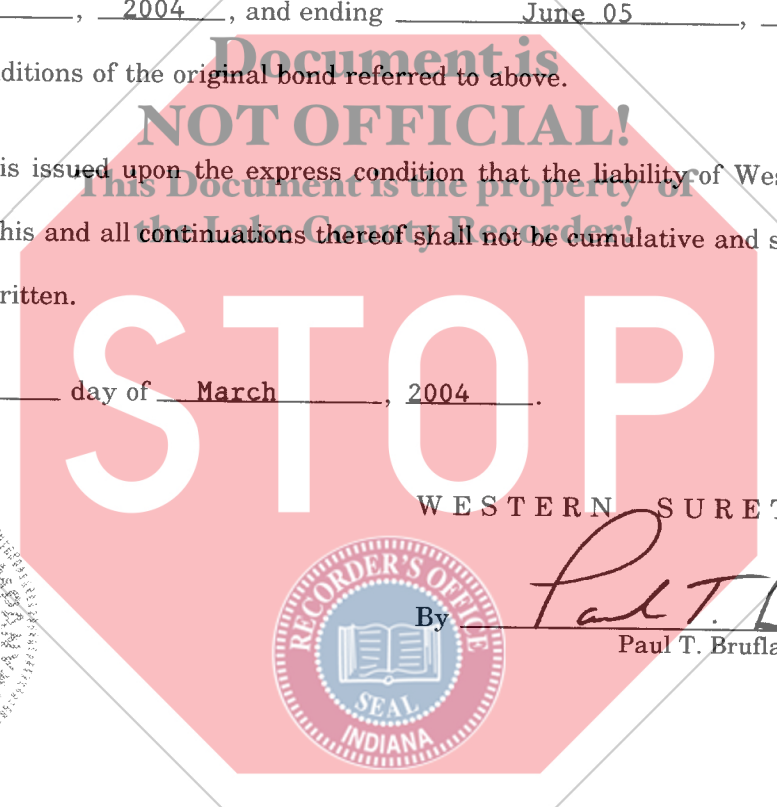 , 2004 , and ending June 05 ,
Document is
ditions of the original bond referred to above.
NOT OFFICIAL!
is issued upon the express condition that the liability of Wes
This Document is the property of
the Lake County Recorder!
his and all continuations thereof shall not be cumulative and s
ritten.
STOP
day of March , 2004 .
WESTERN SURET
RECORDER'S OFFICE
By Paul T.
Paul T. Brufla
SEAL
INDIANA